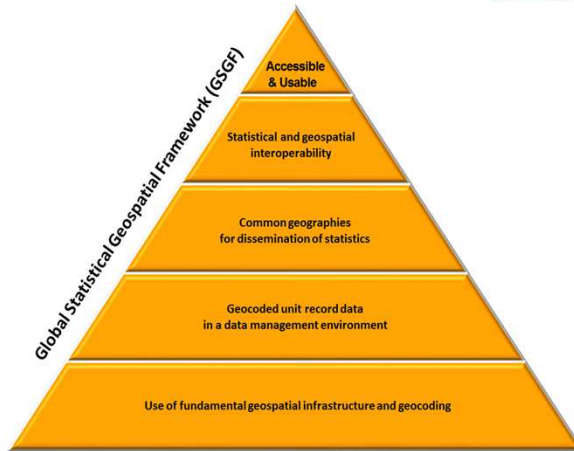 Global Statistical Geospatial Framework (GSGF)
Accessible
& Usable
Statistical and geospatial
interoperability
Common geographies
for dissemination of statistics
Geocoded unit record data
in a data management environment
Use of fundamental geospatial infrastructure and geocoding